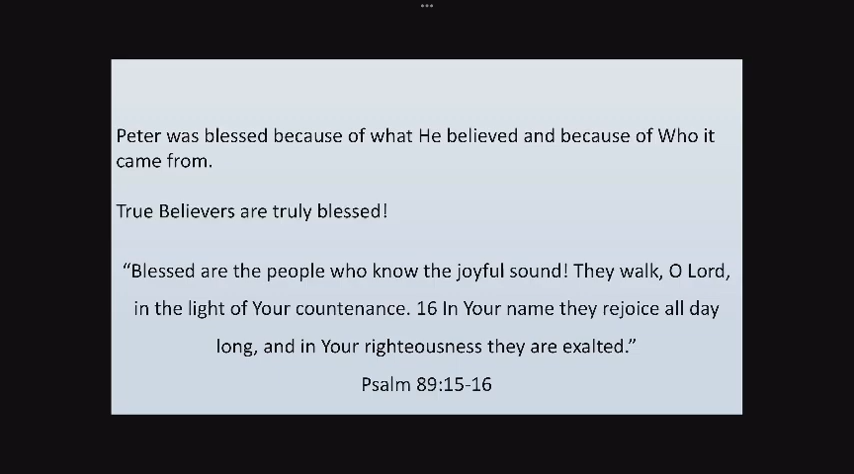 Peter was blessed because of what He believed and because of Who it
came from.
True Believers are truly blessed!
“Blessed are the people who know the joyful sound! They walk, O Lord,
in the light of Your countenance. 16 In Your name they rejoice all day
long, and in Your righteousness they are exalted.”
Psalm 89:15-16